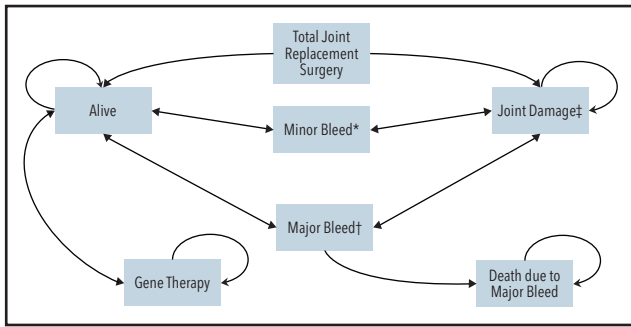 Total Joint
Replacement
Surgery
Alive
Minor Bleed*
Joint Damage‡
Major Bleed†
Gene Therapy
Death due to
Major Bleed